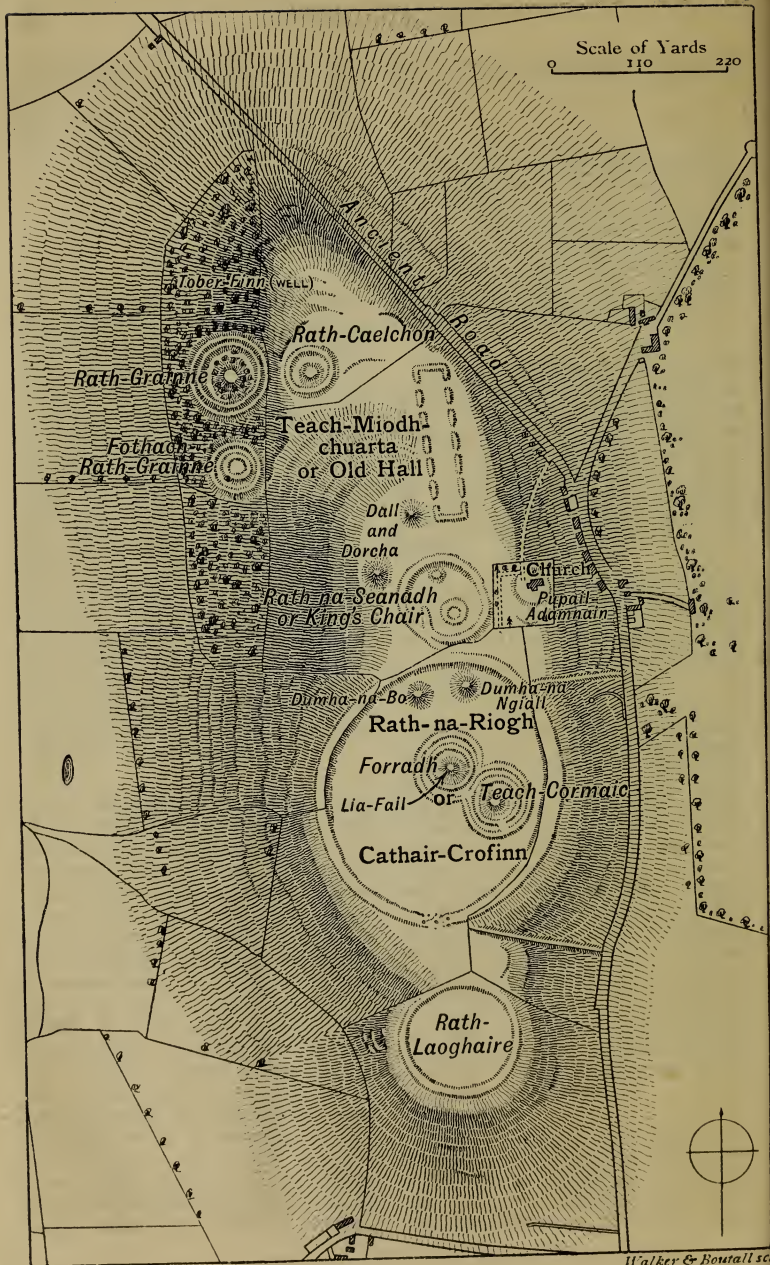 Scale of Yards
0 110 220
Ancient Road
Tober-Finn (WELL)
Rath-Caelchon
Rath-Grainne
Teach-Miodh-
chuarta
or Old Hall
Fothach
Rath-Grainne
Dall
and
Dorcha
Church
Rath-na-Seanadh
or King's Chair
Pupail-
Adamnain
Dumha-na-Bo
Dumha-na
Ngiall
Rath-na-Riogh
Forradh
Lia-Fail
or
Teach-Cormaic
Cathair-Crofinn
Rath-
Laoghaire
Walker & Boutall sc